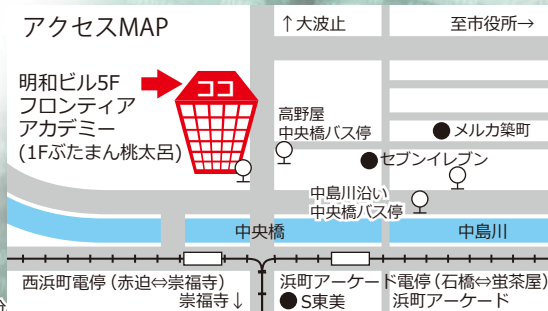 アクセスMAP
↑大波止
至市役所→
明和ビル5F
フロンティア
アカデミー
(1Fぶたまん桃太呂)
ココ
高野屋
中央橋バス停
メルカ築町
セブンイレブン
中島川沿い
中央橋バス停
中央橋
中島川
西浜町電停(赤迫⇔崇福寺)
浜町アーケード電停(石橋⇔蛍茶屋)
崇福寺↓
S東美
浜町アーケード